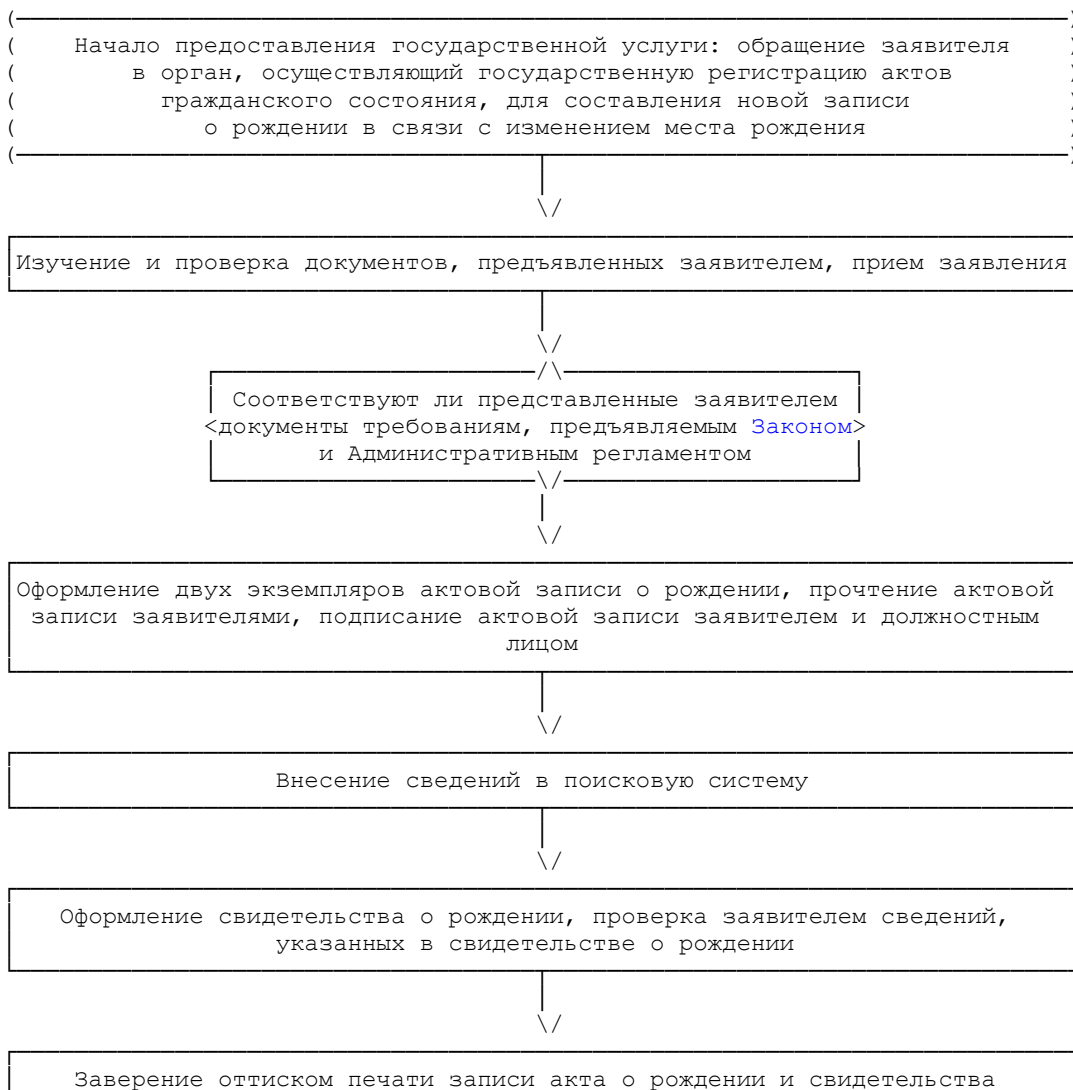 Начало предоставления государственной услуги: обращение заявителя
в орган, осуществляющий государственную регистрацию актов
гражданского состояния, для составления новой записи
о рождении в связи с изменением места рождения
Изучение и проверка документов, предъявленных заявителем, прием заявления
Соответствуют ли представленные заявителем
<документы требованиям, предъявляемым Законом>
и Административным регламентом
Оформление двух экземпляров актовой записи о рождении, прочтение актовой
записи заявителями, подписание актовой записи заявителем и должностным
лицом
Внесение сведений в поисковую систему
Оформление свидетельства о рождении, проверка заявителем сведений,
указанных в свидетельстве о рождении
Заверение оттиском печати записи акта о рождении и свидетельства